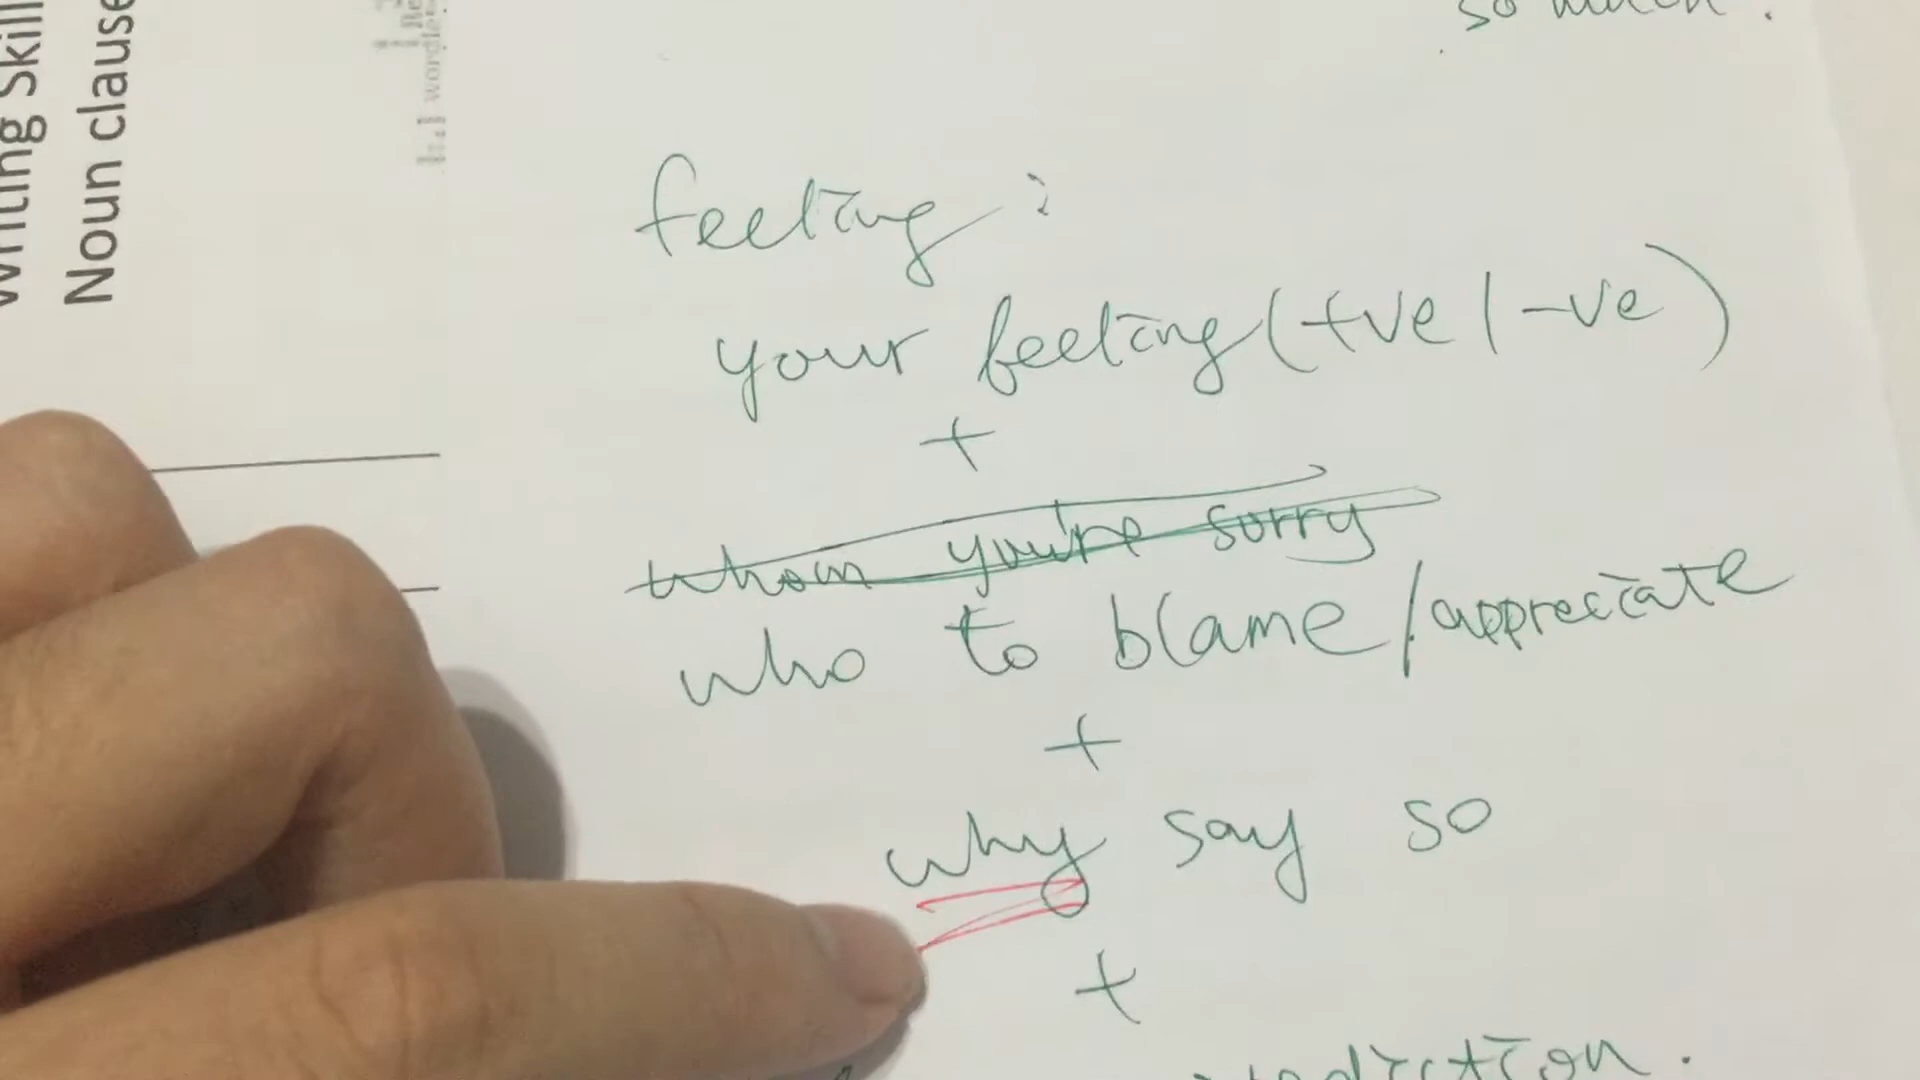 so much.
feeling:
your feeling (+ve / -ve)
+
whom you're sorry
who to blame / appreciate
+
why say so
+
Writing Skill
Noun clause